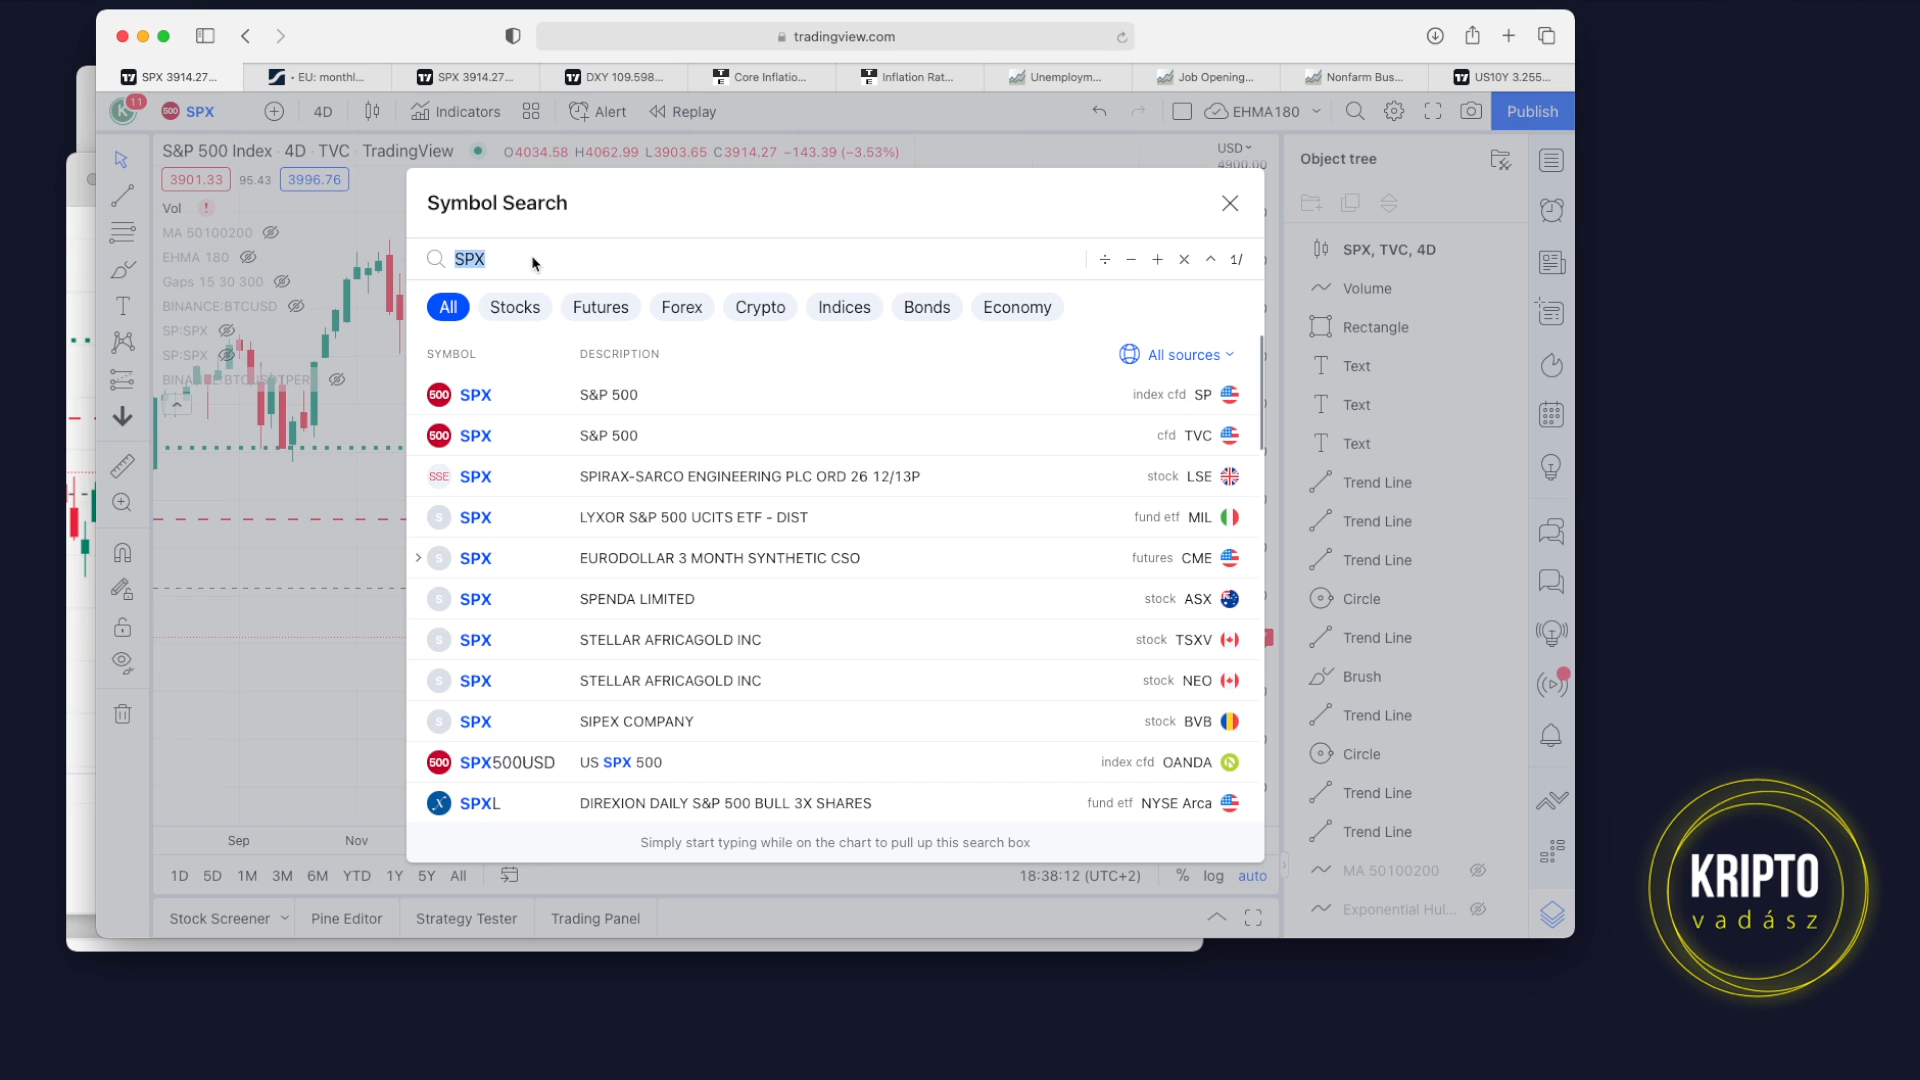 tradingview.com
SPX 3914.27...
• EU: monthl...
SPX 3914.27...
DXY 109.598...
Core Inflatio...
Inflation Rat...
Unemploym...
Job Opening...
Nonfarm Bus...
US10Y 3.255...
K 11
500 SPX
4D
Indicators
Alert
Replay
EHMA180
Publish
S&P 500 Index · 4D · TVC · TradingView
O4034.58 H4062.99 L3903.65 C3914.27 −143.39 (−3.53%)
USD
4900.00
3901.33 95.43 3996.76
Vol
MA 50100200
EHMA 180
Gaps 15 30 300
BINANCE:BTCUSD
SP:SPX
SP:SPX
Symbol Search
SPX
÷ − + × ^ 1/
All Stocks Futures Forex Crypto Indices Bonds Economy
SYMBOL DESCRIPTION All sources
500 SPX S&P 500 index cfd SP
500 SPX S&P 500 cfd TVC
SSE SPX SPIRAX-SARCO ENGINEERING PLC ORD 26 12/13P stock LSE
S SPX LYXOR S&P 500 UCITS ETF - DIST fund etf MIL
S SPX EURODOLLAR 3 MONTH SYNTHETIC CSO futures CME
S SPX SPENDA LIMITED stock ASX
S SPX STELLAR AFRICAGOLD INC stock TSXV
S SPX STELLAR AFRICAGOLD INC stock NEO
S SPX SIPEX COMPANY stock BVB
500 SPX500USD US SPX 500 index cfd OANDA
SPXL DIREXION DAILY S&P 500 BULL 3X SHARES fund etf NYSE Arca
Simply start typing while on the chart to pull up this search box
Object tree
SPX, TVC, 4D
Volume
Rectangle
Text
Text
Text
Trend Line
Trend Line
Trend Line
Circle
Trend Line
Brush
Trend Line
Circle
Trend Line
Trend Line
MA 50100200
Exponential Hul...
Sep Nov
1D 5D 1M 3M 6M YTD 1Y 5Y All
18:38:12 (UTC+2) % log auto
Stock Screener
Pine Editor
Strategy Tester
Trading Panel
KRIPTO
vadász